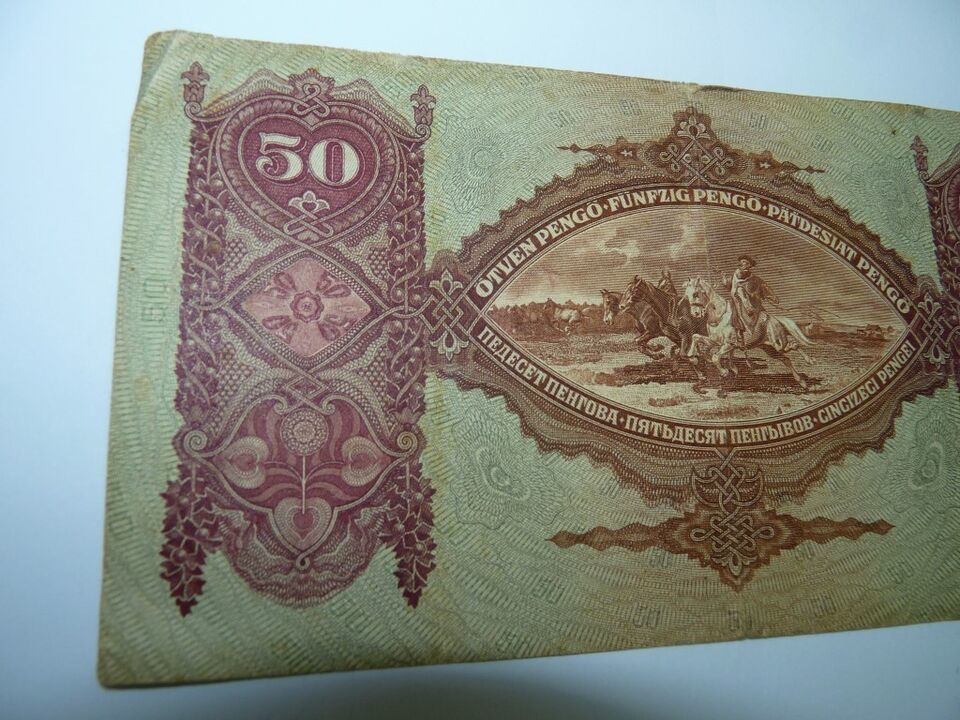 50
ÖTVEN PENGŐ · FÜNFZIG PENGŐ · PÄTDESIAT PENGŐ
ПЕДЕСЕТ ПЕНГОВА · ПЯТЬДЕСЯТ ПЕНГЫВОВ · CINCIZECI PENGEI